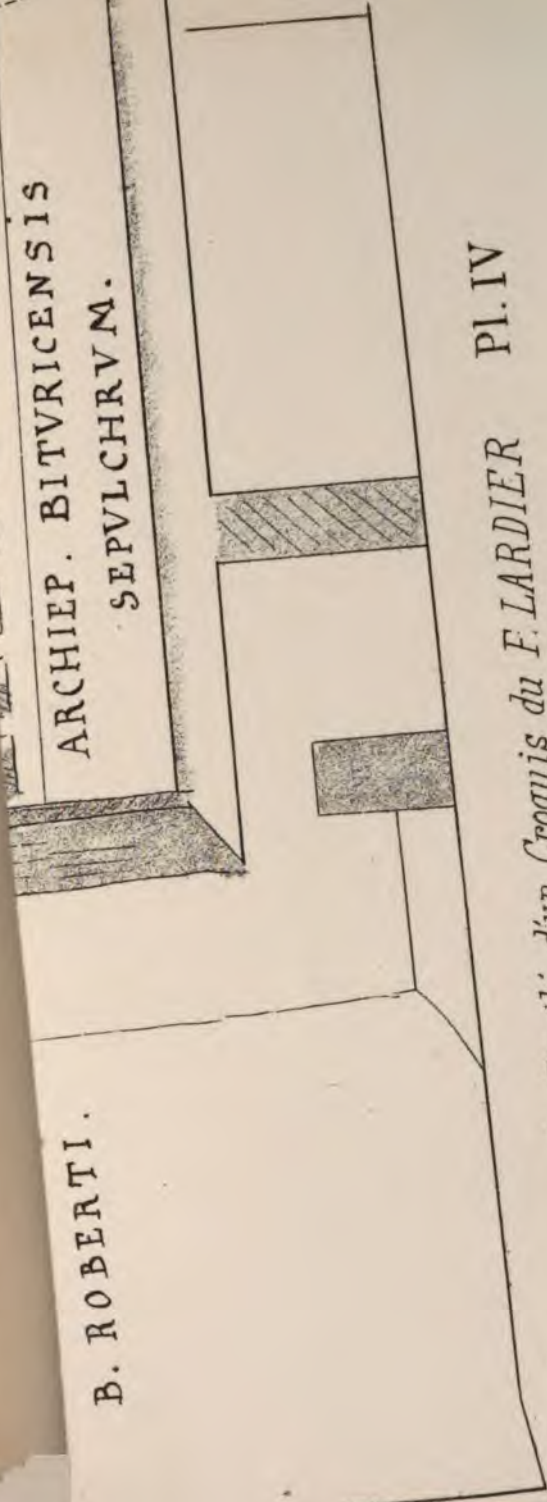 B. ROBERTI.
ARCHIEP. BITVRICENSIS
SEPVLCHRVM.
d'un Croquis du F. LARDIER Pl. IV